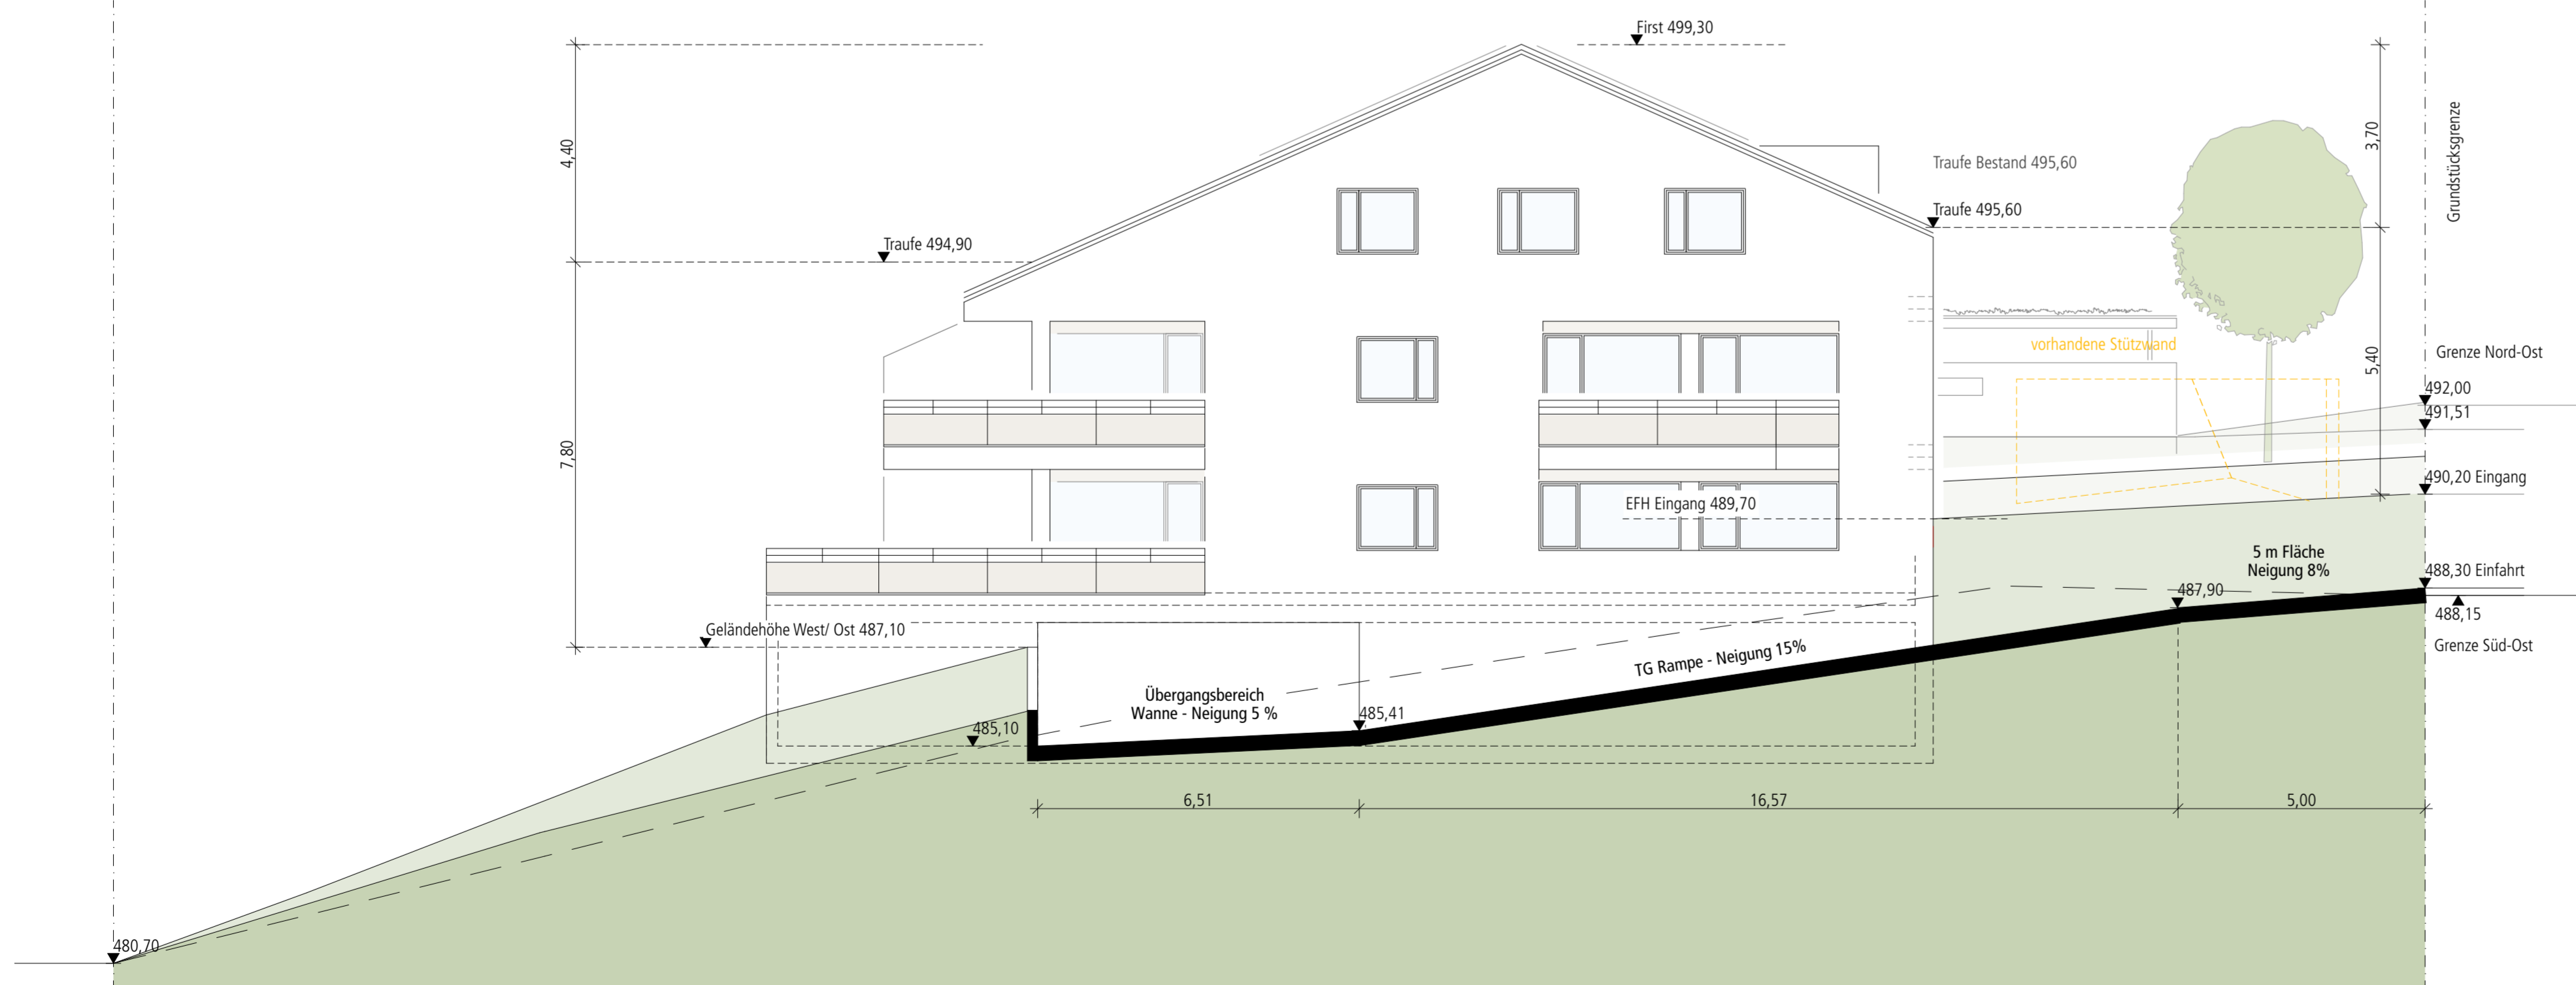 First 499,30
4,40
3,70
Grundstücksgrenze
Traufe Bestand 495,60
Traufe 495,60
Traufe 494,90
vorhandene Stützwand
5,40
Grenze Nord-Ost
492,00
491,51
7,80
490,20 Eingang
EFH Eingang 489,70
5 m Fläche
Neigung 8%
488,30 Einfahrt
487,90
488,15
Grenze Süd-Ost
Geländehöhe West/ Ost 487,10
TG Rampe - Neigung 15%
Übergangsbereich
Wanne - Neigung 5 %
485,41
485,10
6,51
16,57
5,00
480,70